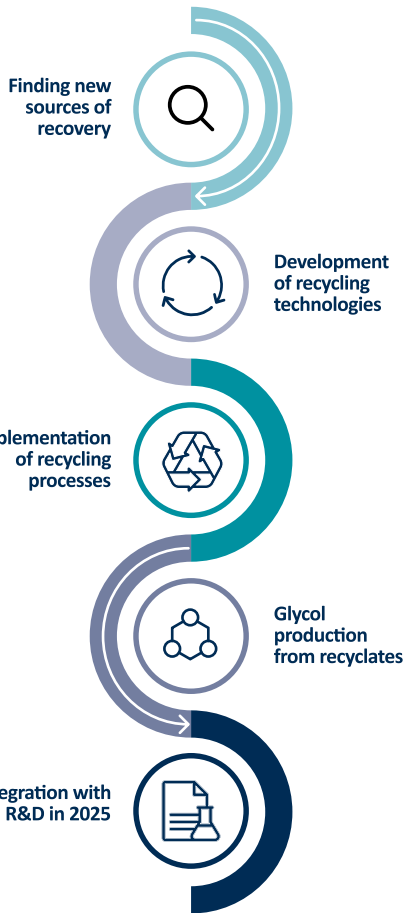 Finding new
sources of
recovery
Development
of recycling
technologies
plementation
of recycling
processes
Glycol
production
from recyclates
egration with
R&D in 2025